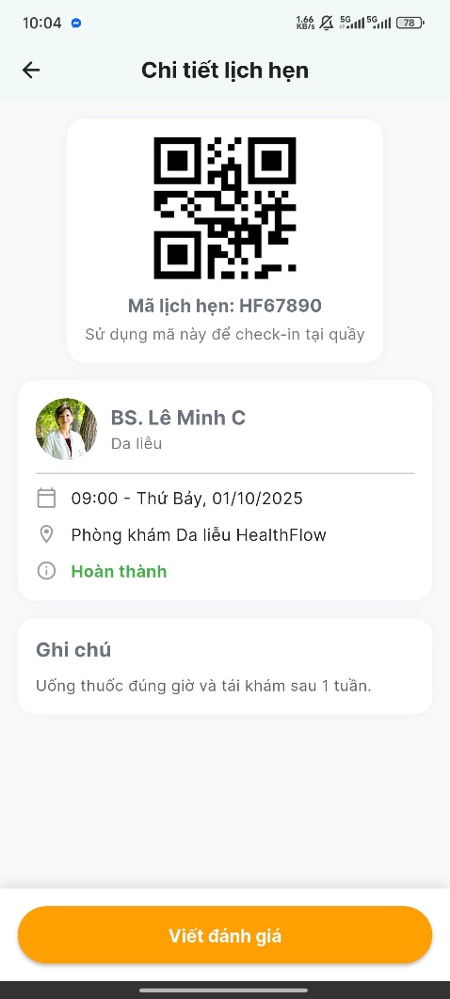 10:04
1.66 KB/s 5G 4G 5G 78
Chi tiết lịch hẹn
Mã lịch hẹn: HF67890
Sử dụng mã này để check-in tại quầy
BS. Lê Minh C
Da liễu
09:00 - Thứ Bảy, 01/10/2025
Phòng khám Da liễu HealthFlow
Hoàn thành
Ghi chú
Uống thuốc đúng giờ và tái khám sau 1 tuần.
Viết đánh giá